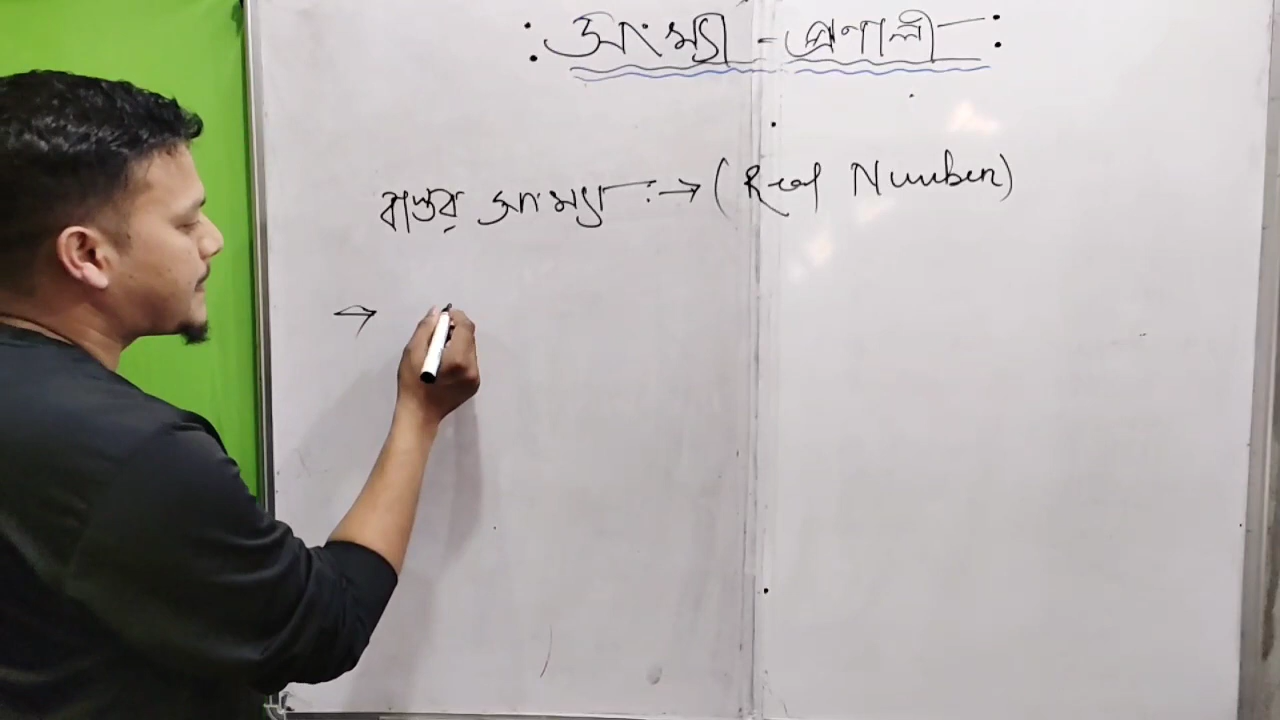 : সংখ্যা - প্রণালী :
বাস্তব সংখ্যা :→ (Real Number)
→